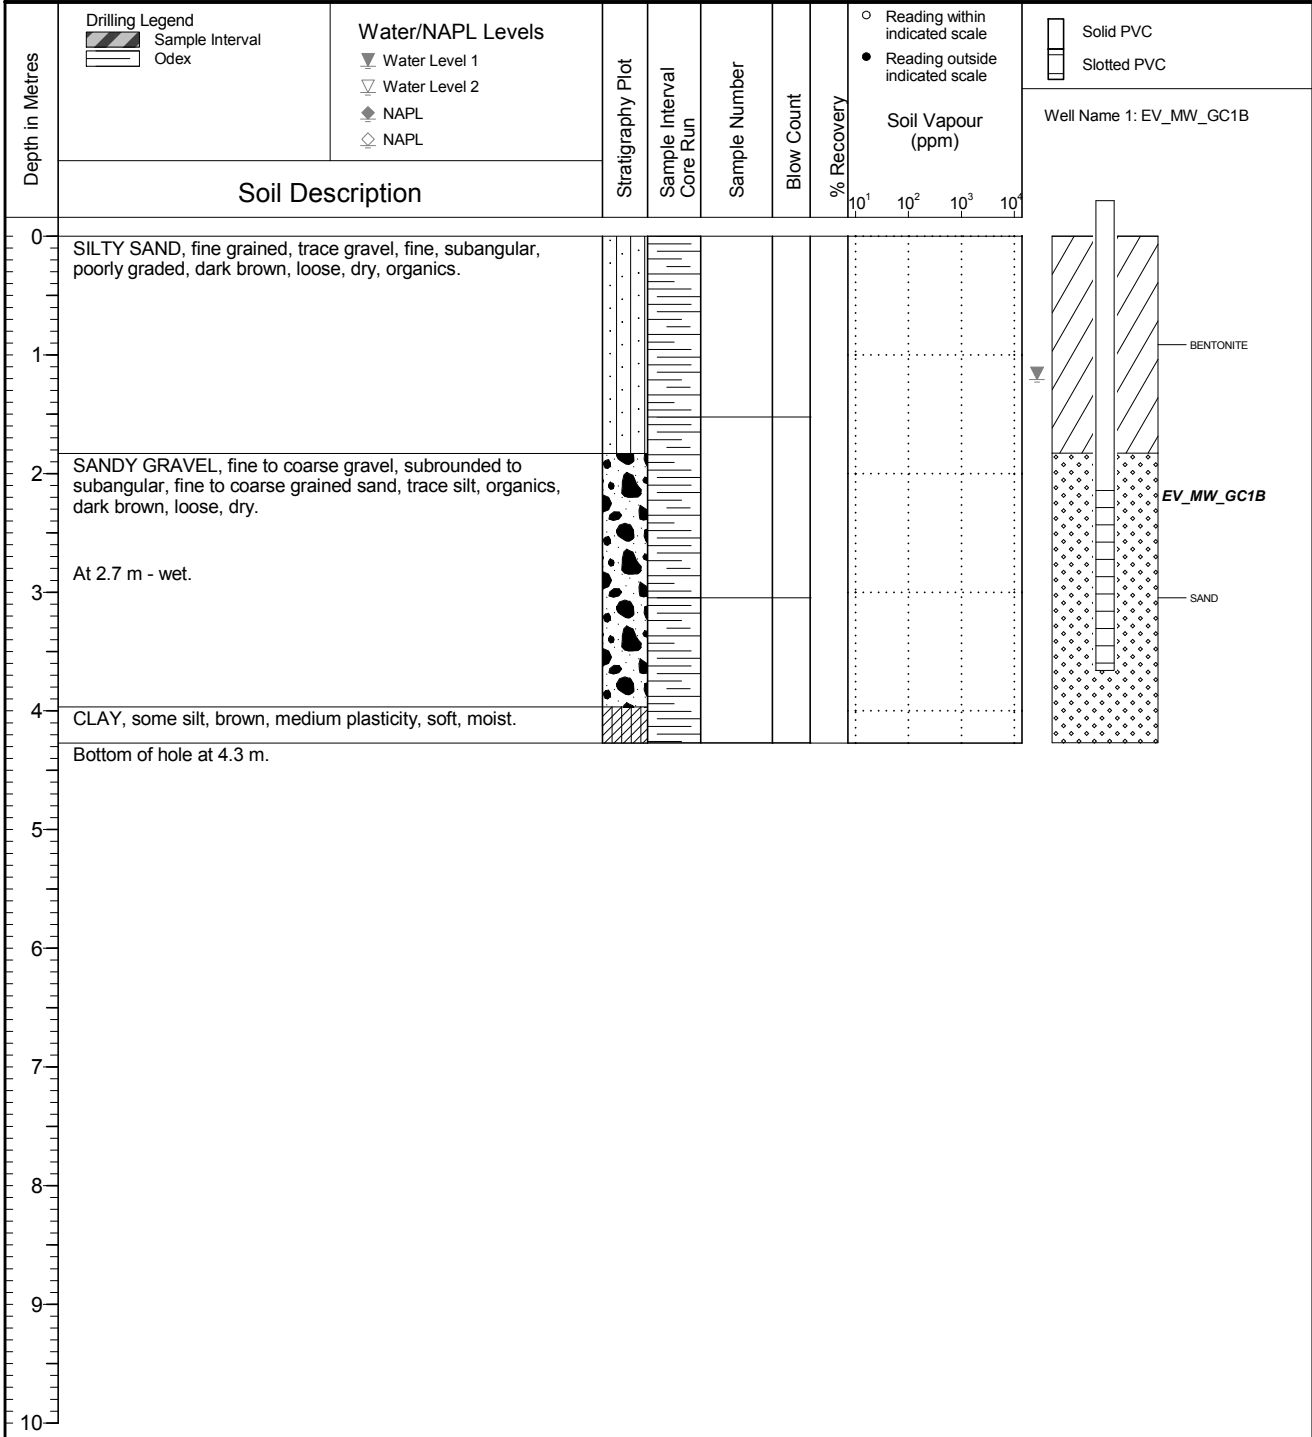 Depth in Metres
Drilling Legend
Sample Interval
Odex
Water/NAPL Levels
Water Level 1
Water Level 2
NAPL
NAPL
Soil Description
Stratigraphy Plot
Sample Interval
Core Run
Sample Number
Blow Count
% Recovery
Reading within
indicated scale
Reading outside
indicated scale
Soil Vapour
(ppm)
10¹ 10² 10³ 10⁴
Solid PVC
Slotted PVC
Well Name 1: EV_MW_GC1B
0
SILTY SAND, fine grained, trace gravel, fine, subangular,
poorly graded, dark brown, loose, dry, organics.
1
BENTONITE
SANDY GRAVEL, fine to coarse gravel, subrounded to
2
subangular, fine to coarse grained sand, trace silt, organics,
dark brown, loose, dry.
EV_MW_GC1B
At 2.7 m - wet.
3
SAND
4
CLAY, some silt, brown, medium plasticity, soft, moist.
Bottom of hole at 4.3 m.
5
6
7
8
9
10